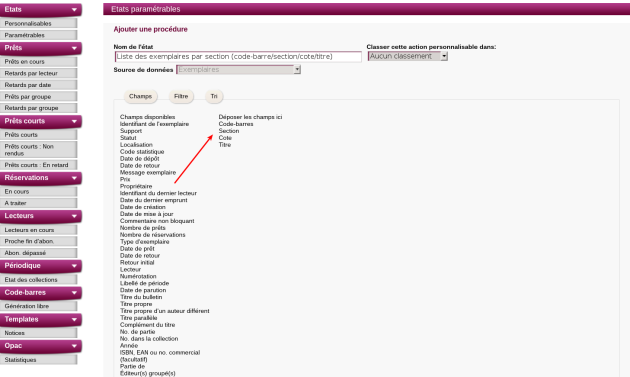 Etats
Personnalisables
Paramétrables
Prêts
Prêts en cours
Retards par lecteur
Retards par date
Prêts par groupe
Retards par groupe
Prêts courts
Prêts courts
Prêts courts : Non
rendus
Prêts courts : En retard
Réservations
En cours
A traiter
Lecteurs
Lecteurs en cours
Proche fin d'abon.
Abon. dépassé
Périodique
Etat des collections
Code-barres
Génération libre
Templates
Notices
Opac
Statistiques
Etats paramétrables
Ajouter une procédure
Nom de l'état
Liste des exemplaires par section (code-barre/section/cote/titre)
Classer cette action personnalisable dans:
Aucun classement
Source de données Exemplaires
Champs Filtre Tri
Champs disponibles
Identifiant de l'exemplaire
Support
Statut
Localisation
Code statistique
Date de dépôt
Date de retour
Message exemplaire
Prix
Propriétaire
Identifiant du dernier lecteur
Date du dernier emprunt
Date de création
Date de mise à jour
Commentaire non bloquant
Nombre de prêts
Nombre de réservations
Type d'exemplaire
Date de prêt
Date de retour
Retour initial
Lecteur
Numérotation
Libellé de période
Date de parution
Titre du bulletin
Titre propre
Titre propre d'un auteur différent
Titre parallèle
Complément du titre
No. de partie
No. dans la collection
Année
ISBN, EAN ou no. commercial
(facultatif)
Partie de
Editeur(s) groupé(s)
Déposer les champs ici
Code-barres
Section
Cote
Titre